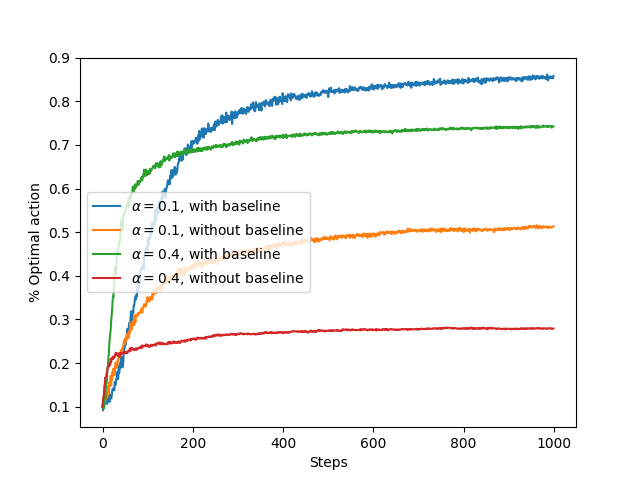 0.9
0.8
0.7
0.6
0.5
0.4
0.3
0.2
0.1
% Optimal action
α = 0.1, with baseline
α = 0.1, without baseline
α = 0.4, with baseline
α = 0.4, without baseline
0 200 400 600 800 1000
Steps